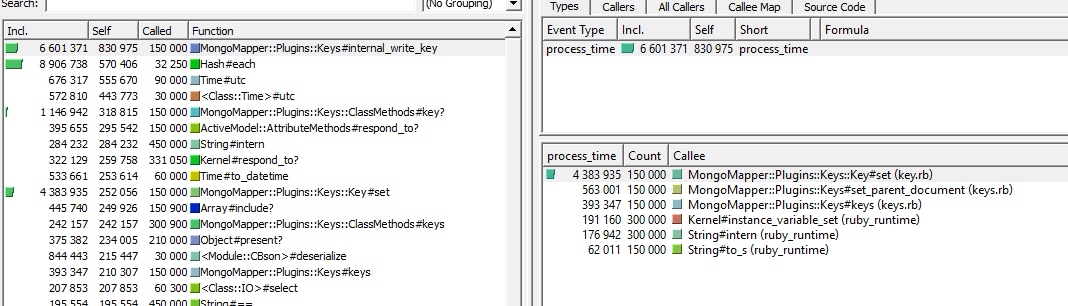 Search: (No Grouping)
Incl. Self Called Function
6 601 371 830 975 150 000 MongoMapper::Plugins::Keys#internal_write_key
8 906 738 570 406 32 250 Hash#each
676 317 555 670 90 000 Time#utc
572 810 443 773 30 000 <Class::Time>#utc
1 146 942 318 815 150 000 MongoMapper::Plugins::Keys::ClassMethods#key?
395 655 295 542 150 000 ActiveModel::AttributeMethods#respond_to?
284 232 284 232 450 000 String#intern
322 129 259 758 331 050 Kernel#respond_to?
533 661 253 614 60 000 Time#to_datetime
4 383 935 252 056 150 000 MongoMapper::Plugins::Keys::Key#set
445 740 249 926 150 900 Array#include?
242 157 242 157 300 900 MongoMapper::Plugins::Keys::ClassMethods#keys
375 382 234 005 210 000 Object#present?
844 443 215 447 30 000 <Module::CBson>#deserialize
393 347 210 307 150 000 MongoMapper::Plugins::Keys#keys
207 853 207 853 60 300 <Class::IO>#select
195 554 195 554 450 000 String#==
Types Callers All Callers Callee Map Source Code
Event Type Incl. Self Short Formula
process_time 6 601 371 830 975 process_time
process_time Count Callee
4 383 935 150 000 MongoMapper::Plugins::Keys::Key#set (key.rb)
563 001 150 000 MongoMapper::Plugins::Keys#set_parent_document (keys.rb)
393 347 150 000 MongoMapper::Plugins::Keys#keys (keys.rb)
191 160 300 000 Kernel#instance_variable_set (ruby_runtime)
176 942 300 000 String#intern (ruby_runtime)
62 011 150 000 String#to_s (ruby_runtime)